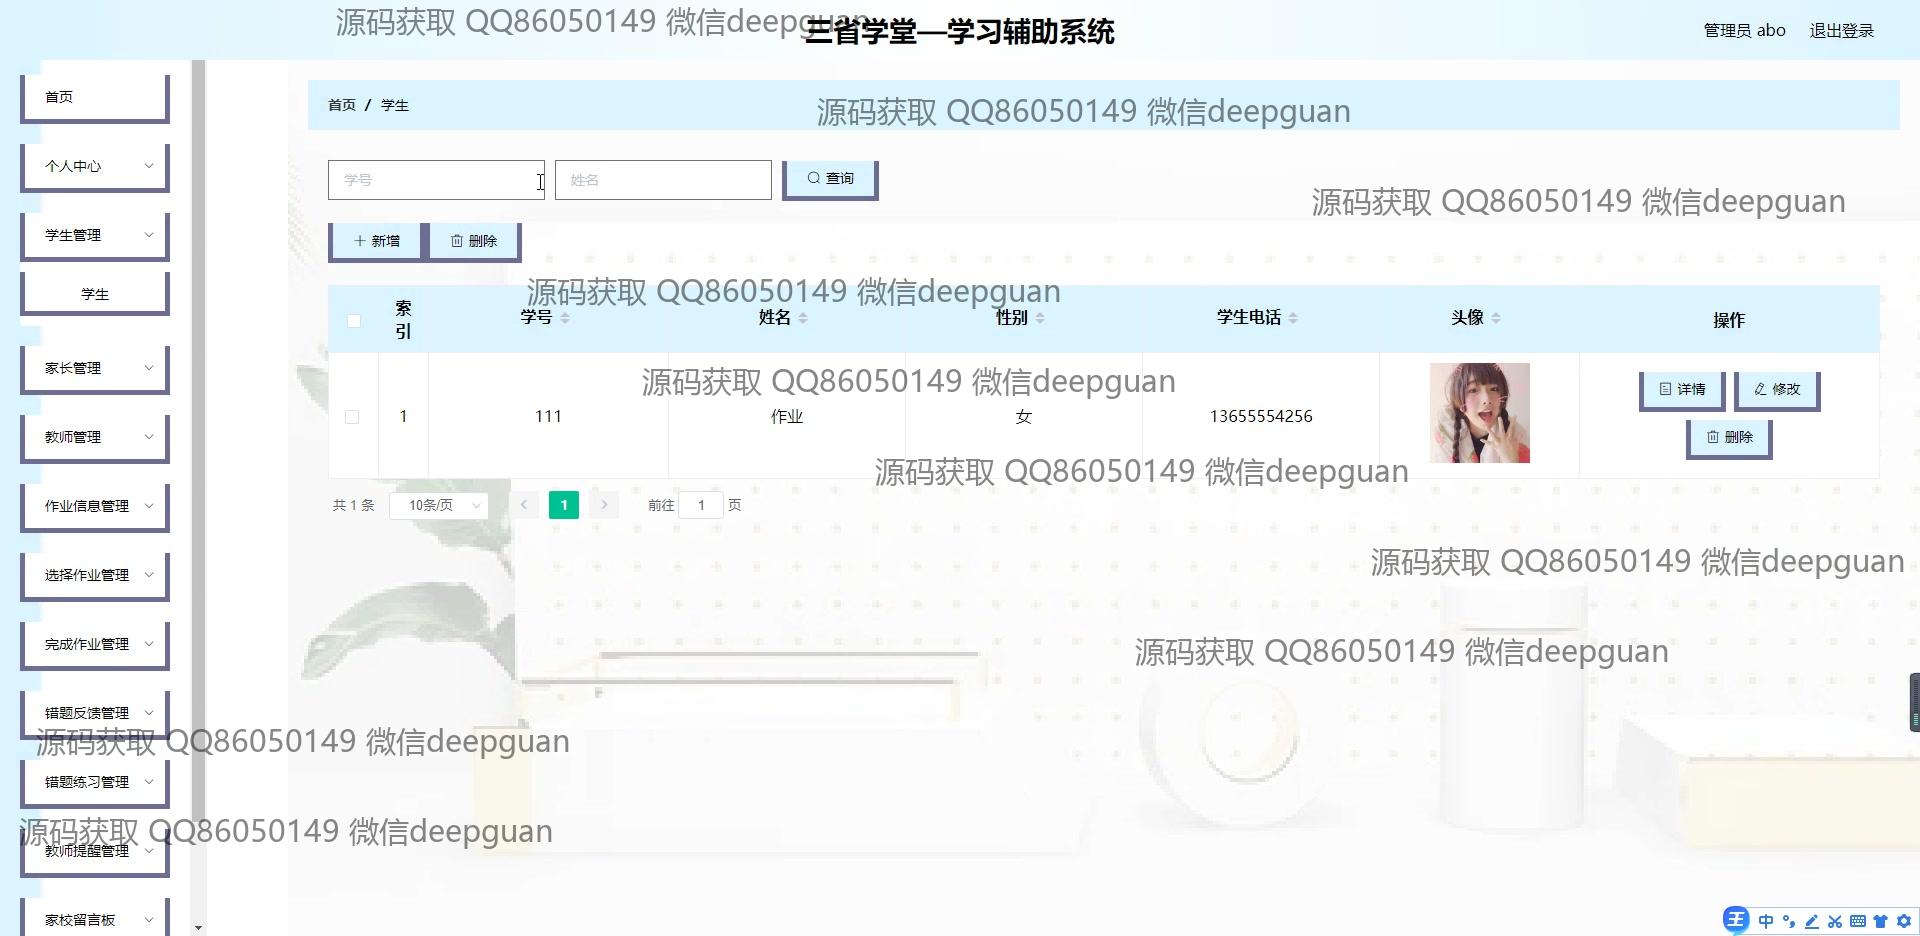 源码获取 QQ86050149 微信deepguan
三省学堂—学习辅助系统
管理员 abo 退出登录
首页
个人中心
学生管理
学生
家长管理
教师管理
作业信息管理
选择作业管理
完成作业管理
错题反馈管理
错题练习管理
教师提醒管理
家校留言板
首页 / 学生
源码获取 QQ86050149 微信deepguan
学号 姓名 查询
源码获取 QQ86050149 微信deepguan
新增 删除
源码获取 QQ86050149 微信deepguan
索引 学号 姓名 性别 学生电话 头像 操作
源码获取 QQ86050149 微信deepguan
1 111 作业 女 13655554256 详情 修改
删除
源码获取 QQ86050149 微信deepguan
共 1 条 10条/页 1 前往 1 页
源码获取 QQ86050149 微信deepguan
源码获取 QQ86050149 微信deepguan
源码获取 QQ86050149 微信deepguan
源码获取 QQ86050149 微信deepguan
王 中